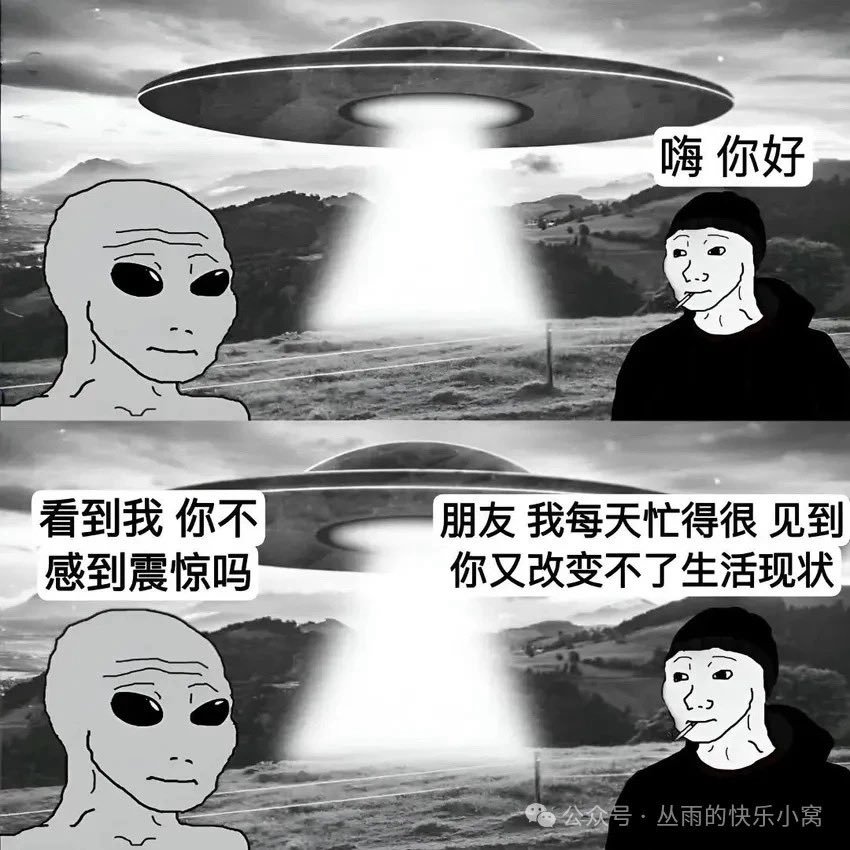 嗨 你好
看到我 你不
感到震惊吗
朋友 我每天忙得很 见到
你又改变不了生活现状
公众号 · 丛雨的快乐小窝